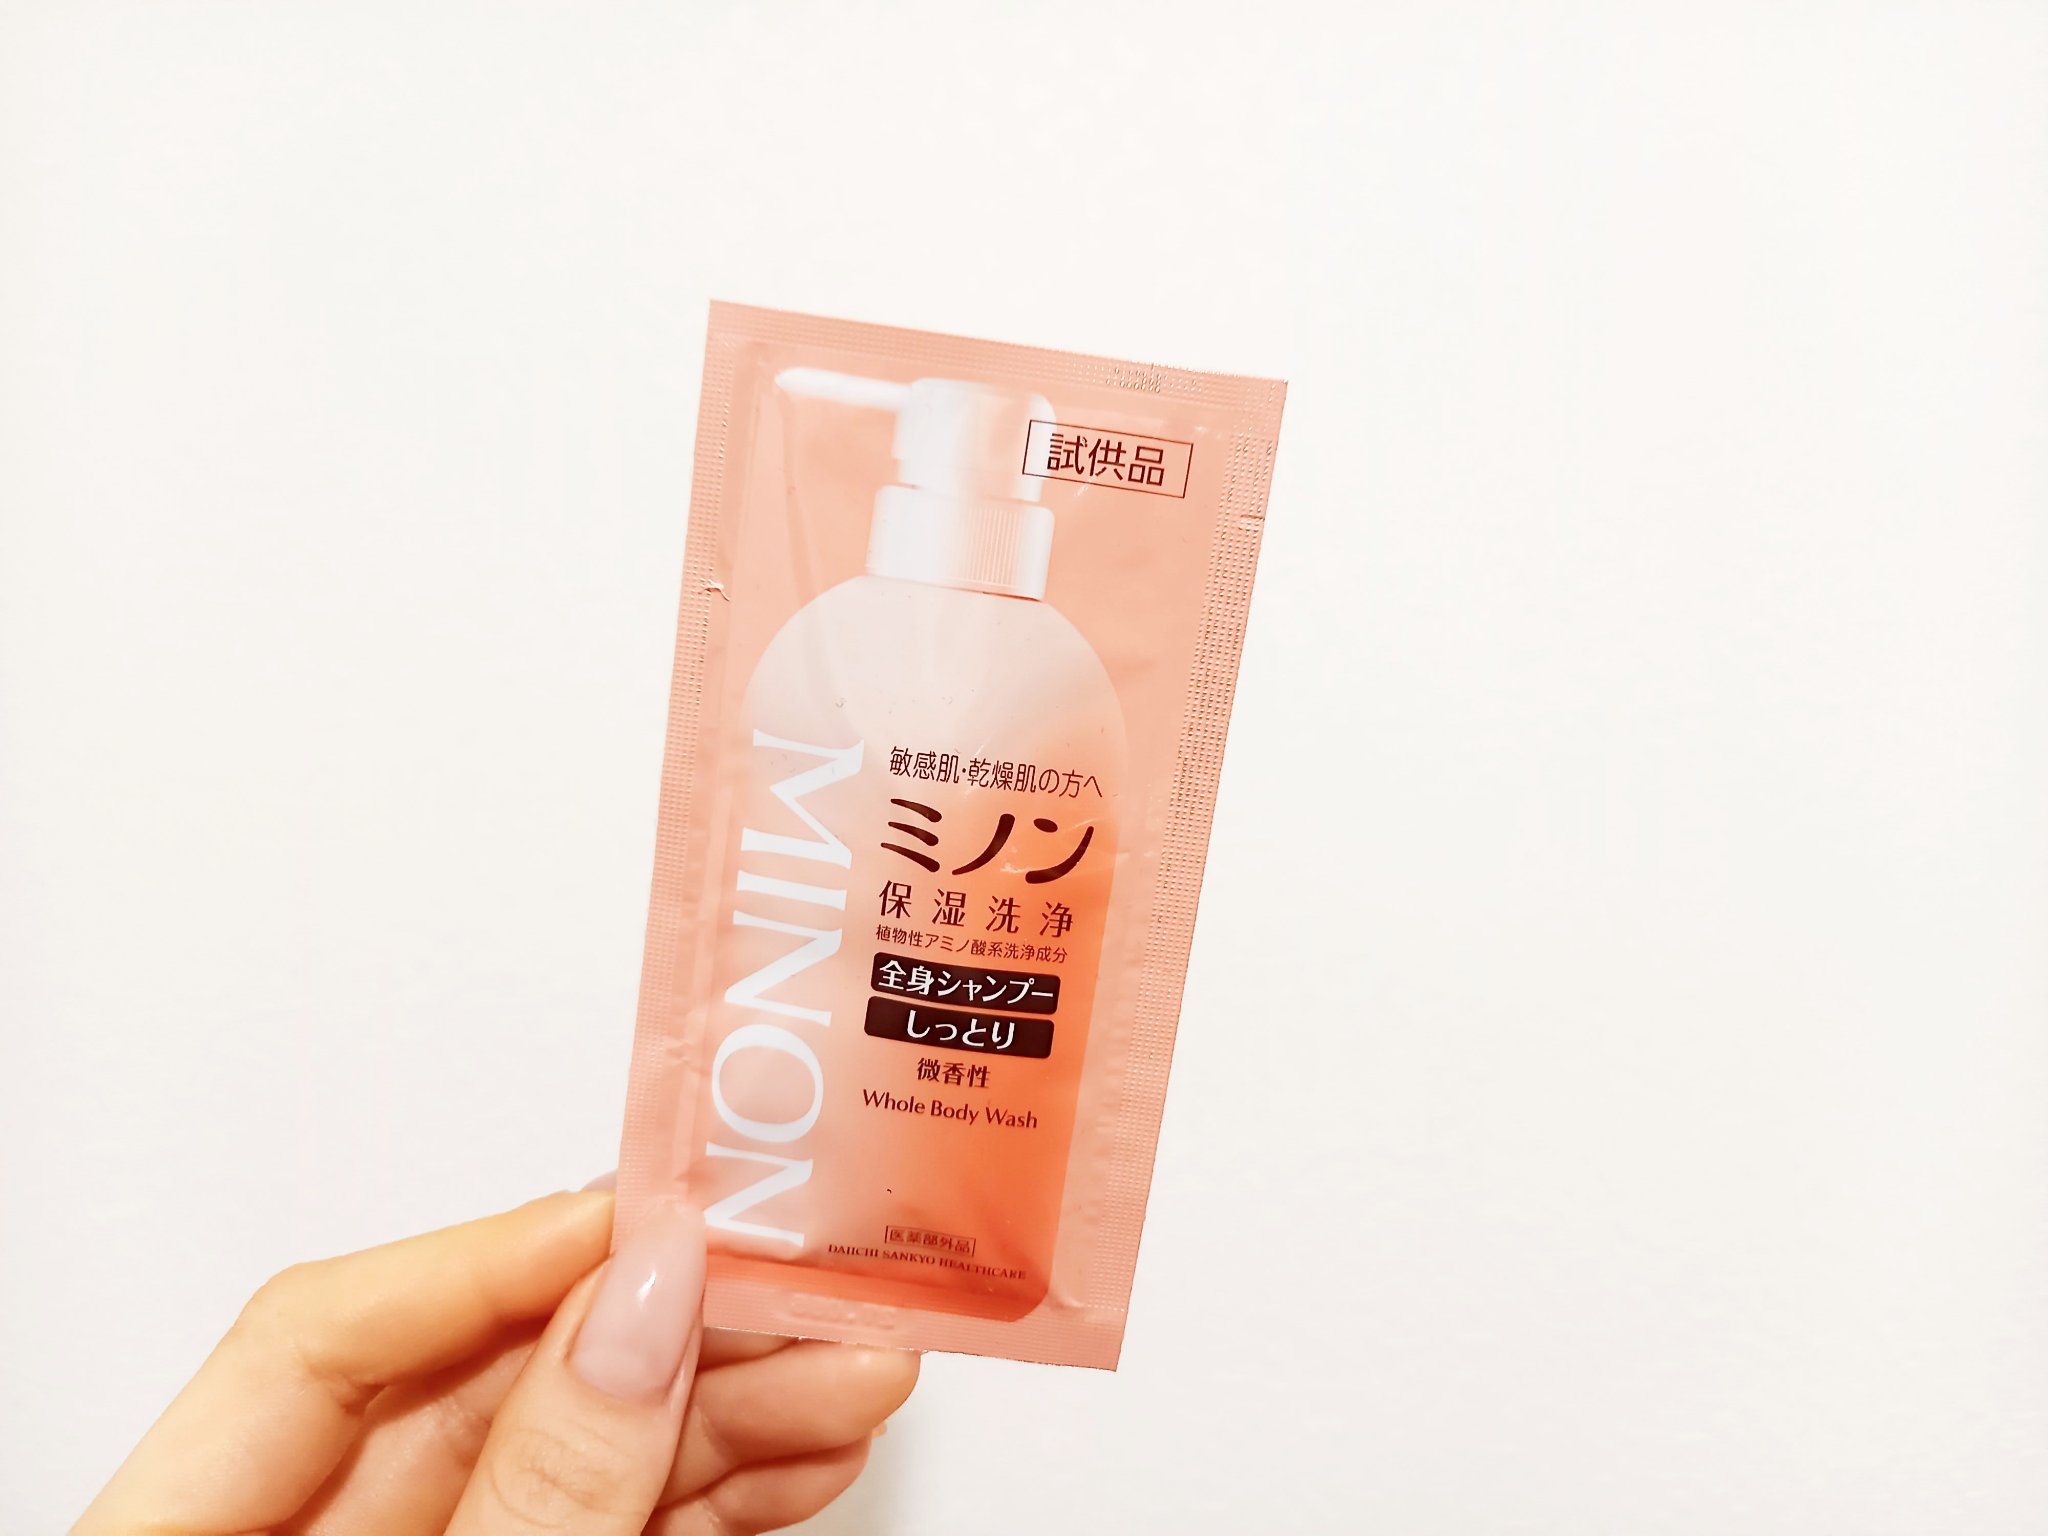 試供品
MINON
敏感肌・乾燥肌の方へ
ミノン
保湿洗浄
植物性アミノ酸系洗浄成分
全身シャンプー
しっとり
微香性
Whole Body Wash
医薬部外品
DAIICHI SANKYO HEALTHCARE